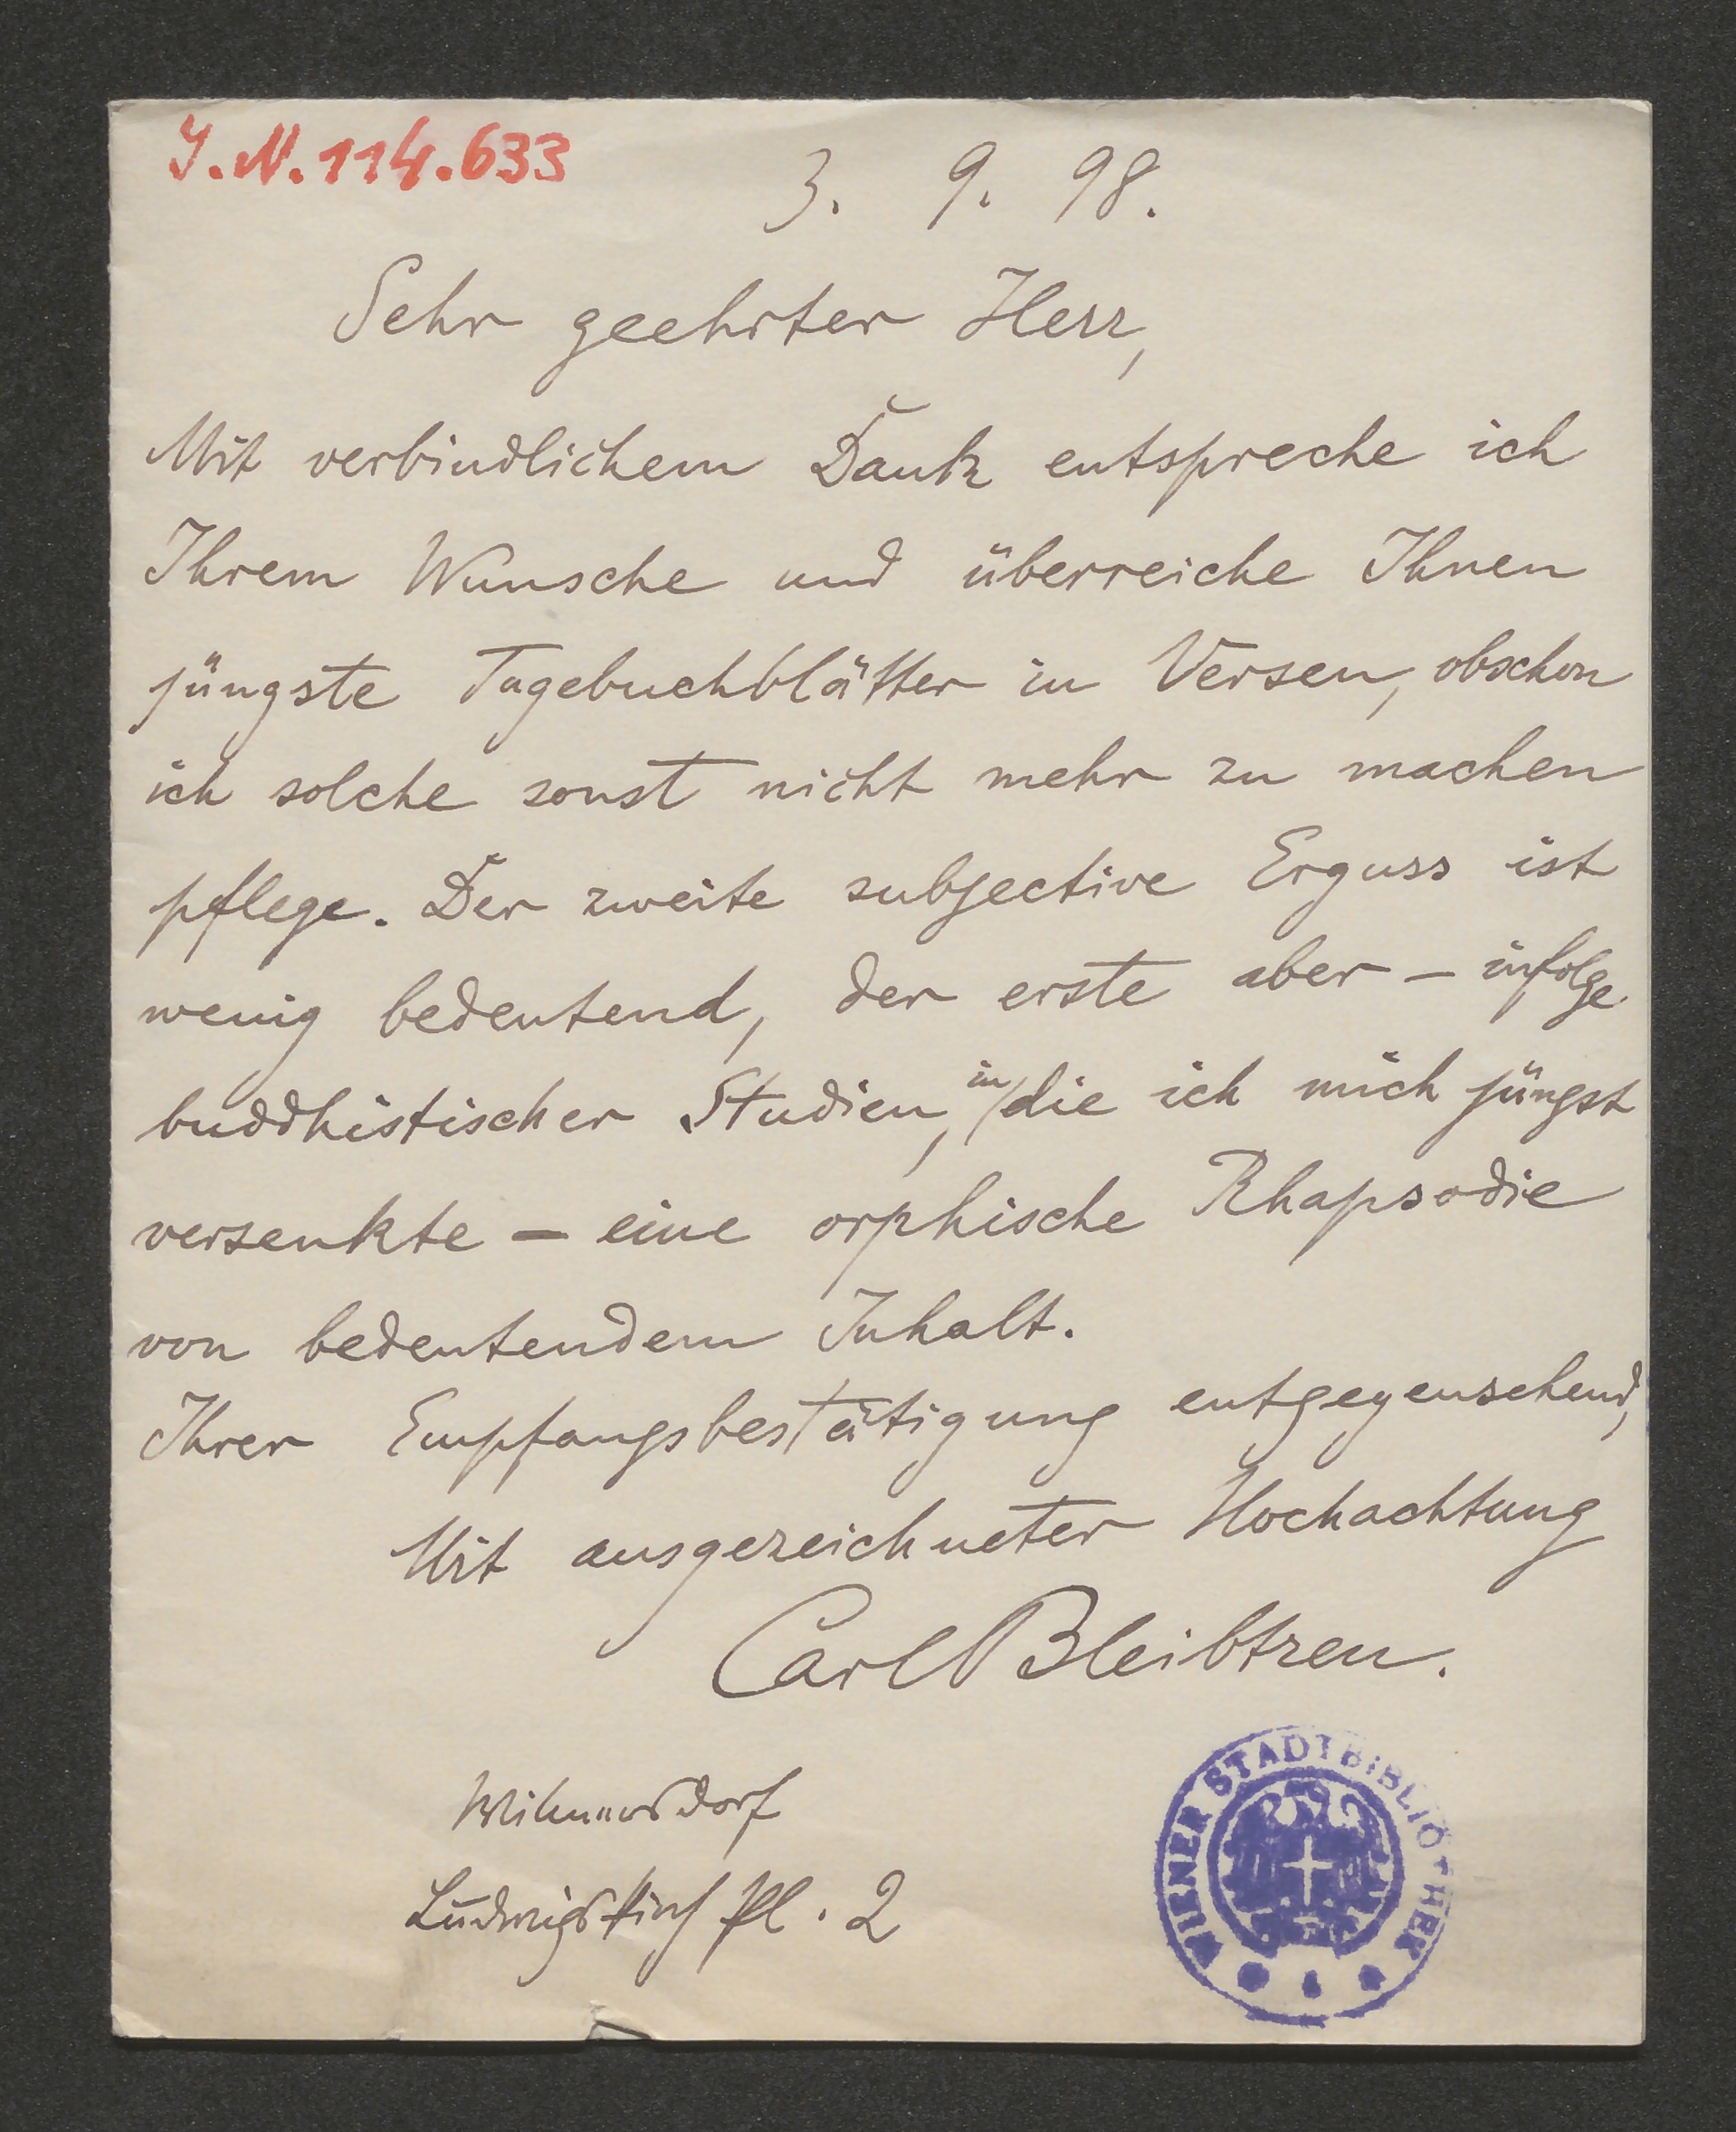 I.N. 114.633
3. 9. 98.
Sehr geehrter Herr,
Mit verbindlichem Dank entspreche ich
Ihrem Wunsche und überreiche Ihnen
jüngste Tagebuchblätter in Versen, obschon
ich solche sonst nicht mehr zu machen
pflege. Der zweite subjective Erguss ist
wenig bedeutend, der erste aber – infolge
buddhistischer Studien, in die ich mich jüngst
versenkte – eine orphische Rhapsodie
von bedeutendem Inhalt.
Ihrer Empfangsbestätigung entgegensehend,
Mit ausgezeichneter Hochachtung
Carl Bleibtreu.
Wilmersdorf
Ludwigskirch Pl. 2
WIENER STADTBIBLIOTHEK